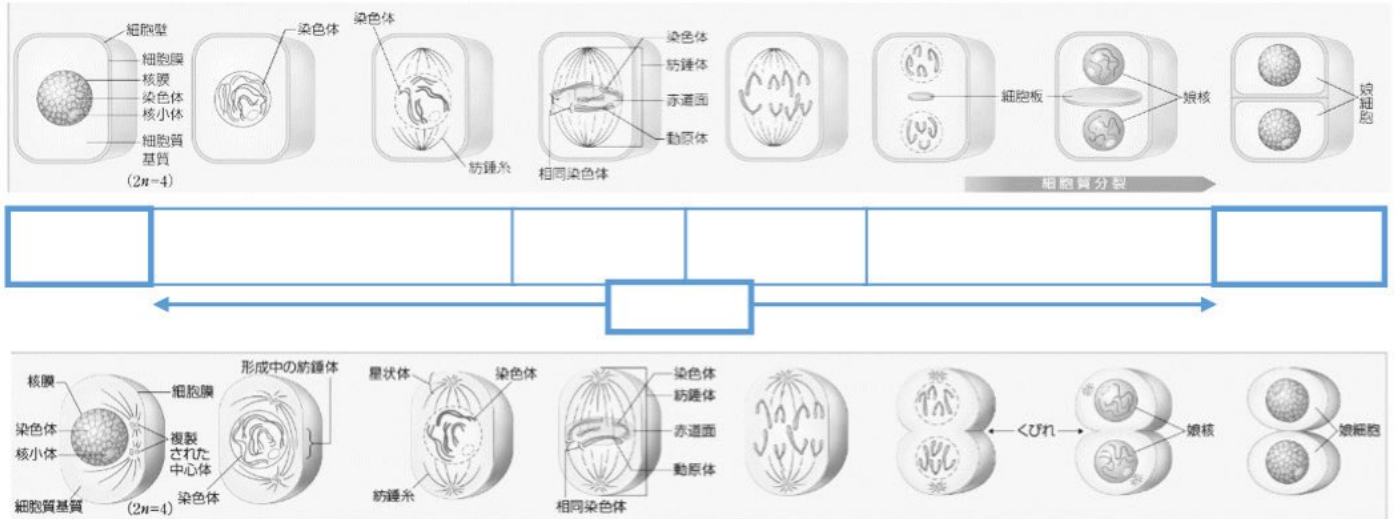 細胞壁
細胞膜
核膜
染色体
核小体
細胞質
基質
(2n=4)
染色体
染色体
紡錘糸
染色体
紡錘体
赤道面
動原体
相同染色体
細胞板
娘核
娘細胞
細胞質分裂
核膜
染色体
核小体
細胞質基質
(2n=4)
細胞膜
複製
された
中心体
形成中の紡錘体
染色体
星状体
染色体
紡錘糸
染色体
紡錘体
赤道面
動原体
相同染色体
くびれ
娘核
娘細胞